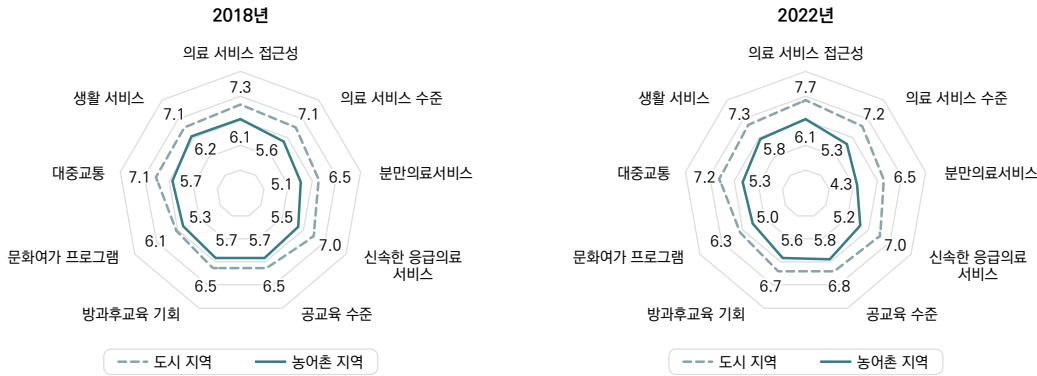 2018년
의료 서비스 접근성
생활 서비스
의료 서비스 수준
7.3
7.1
7.1
6.1
6.2
5.6
대중교통
7.1
5.7
5.1
6.5
분만의료서비스
5.3
5.5
6.1
5.7
5.7
7.0
문화여가 프로그램
신속한 응급의료
서비스
6.5
6.5
방과후교육 기회
공교육 수준
도시 지역
농어촌 지역
2022년
의료 서비스 접근성
생활 서비스
의료 서비스 수준
7.7
7.3
7.2
6.1
5.8
5.3
대중교통
7.2
5.3
4.3
6.5
분만의료서비스
5.0
5.2
6.3
5.6
5.8
7.0
문화여가 프로그램
신속한 응급의료
서비스
6.7
6.8
방과후교육 기회
공교육 수준
도시 지역
농어촌 지역